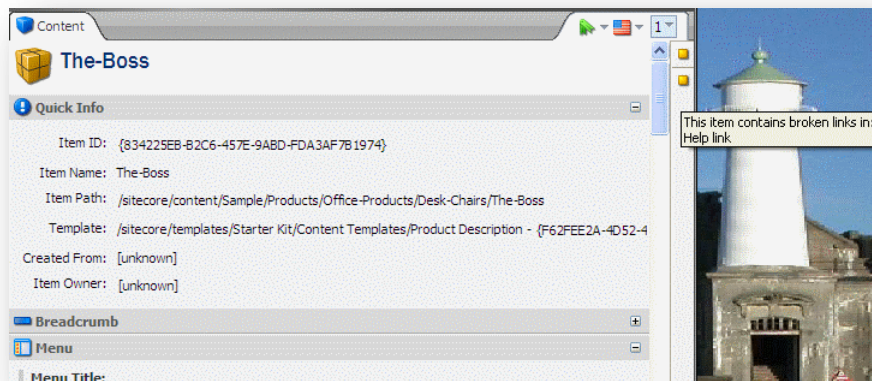 Content
1
The-Boss
Quick Info
Item ID: {834225EB-B2C6-457E-9ABD-FDA3AF7B1974}
Item Name: The-Boss
Item Path: /sitecore/content/Sample/Products/Office-Products/Desk-Chairs/The-Boss
Template: /sitecore/templates/Starter Kit/Content Templates/Product Description - {F62FEE2A-4D52-4
Created From: [unknown]
Item Owner: [unknown]
Breadcrumb
Menu
Menu Title:
This item contains broken links in:
Help link